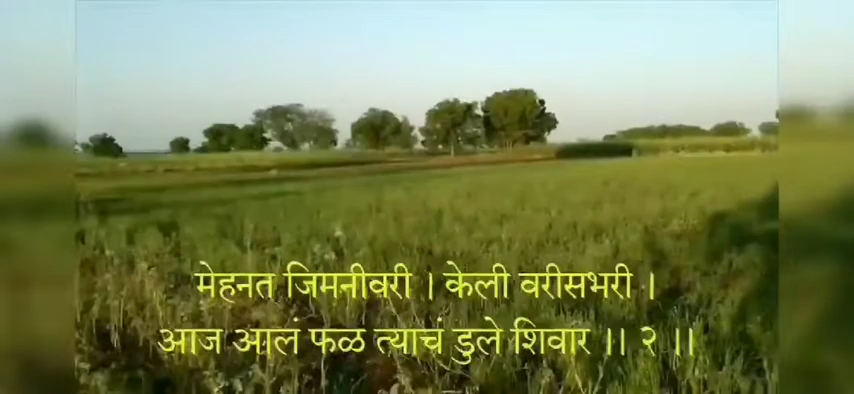 मेहनत जिमनीवरी । केली वरीसभरी ।
आज आलं फळ त्याचं डुले शिवार ।। २ ।।